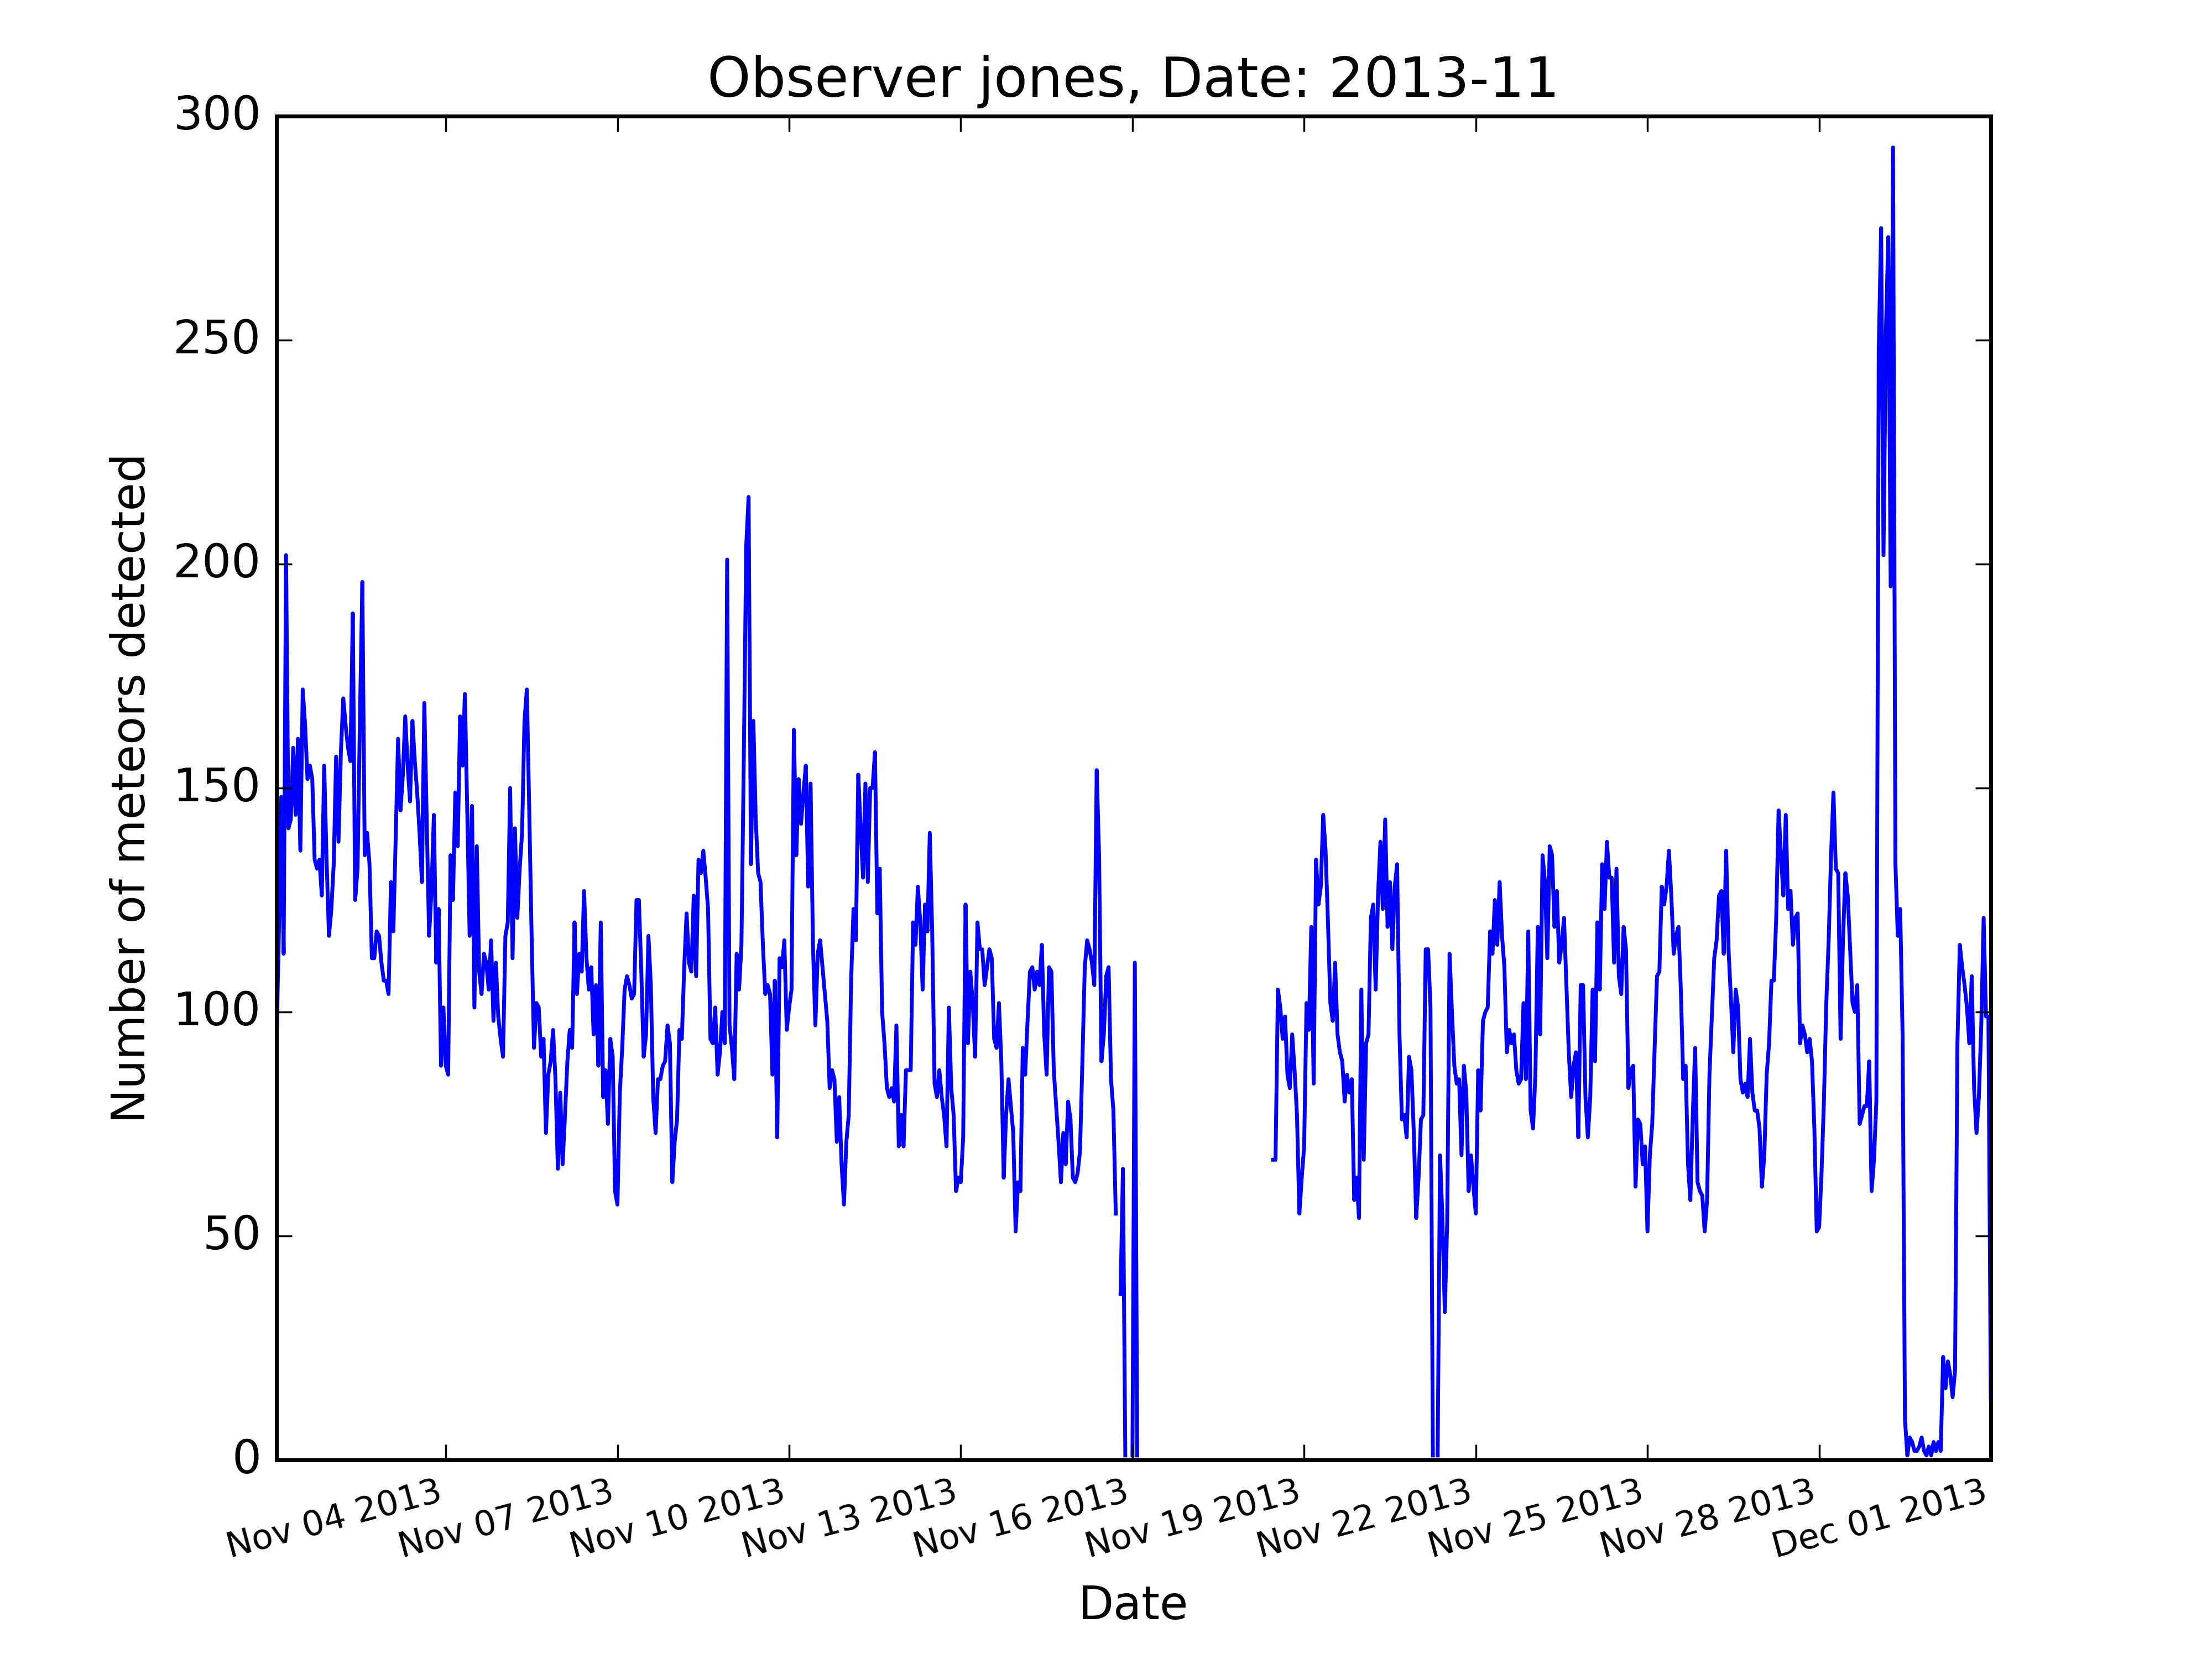 Observer jones, Date: 2013-11
300
250
200
150
100
50
0
Number of meteors detected
Nov 04 2013
Nov 07 2013
Nov 10 2013
Nov 13 2013
Nov 16 2013
Nov 19 2013
Nov 22 2013
Nov 25 2013
Nov 28 2013
Dec 01 2013
Date